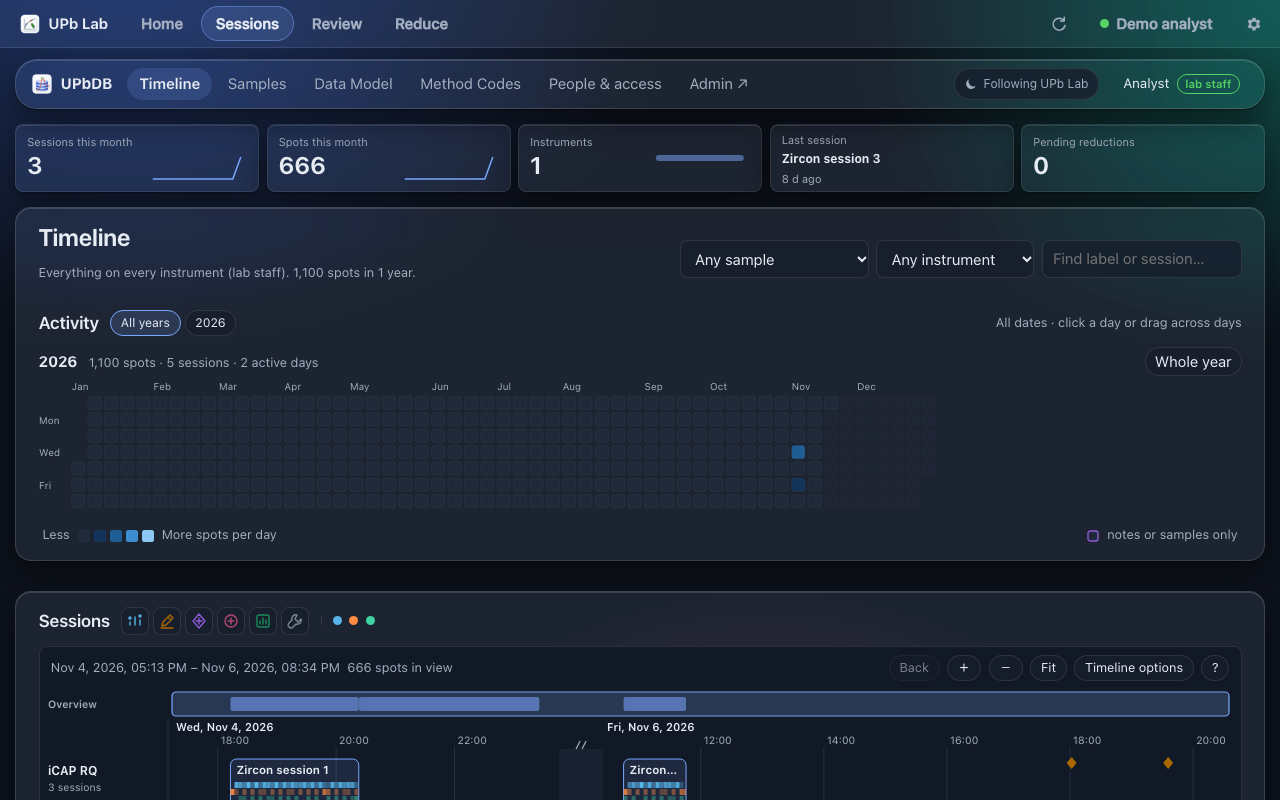 UPb Lab Home Sessions Review Reduce Demo analyst
UPbDB Timeline Samples Data Model Method Codes People & access Admin ↗ Following UPb Lab Analyst lab staff
Sessions this month
3
Spots this month
666
Instruments
1
Last session
Zircon session 3
8 d ago
Pending reductions
0
Timeline
Everything on every instrument (lab staff). 1,100 spots in 1 year.
Any sample Any instrument Find label or session...
Activity All years 2026 All dates · click a day or drag across days
2026 1,100 spots · 5 sessions · 2 active days Whole year
Jan Feb Mar Apr May Jun Jul Aug Sep Oct Nov Dec
Mon
Wed
Fri
Less More spots per day notes or samples only
Sessions
Nov 4, 2026, 05:13 PM – Nov 6, 2026, 08:34 PM 666 spots in view Back + − Fit Timeline options ?
Overview
Wed, Nov 4, 2026 Fri, Nov 6, 2026
18:00 20:00 22:00 // 12:00 14:00 16:00 18:00 20:00
iCAP RQ Zircon session 1 Zircon...
3 sessions